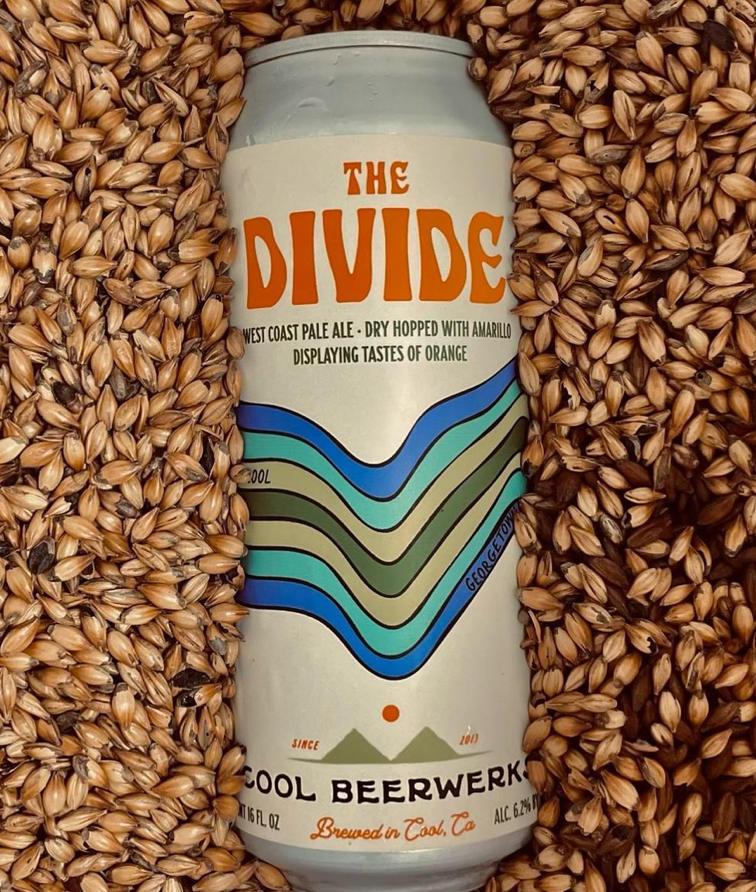 THE
DIVIDE
WEST COAST PALE ALE · DRY HOPPED WITH AMARILLO
DISPLAYING TASTES OF ORANGE
COOL
GEORGETOWN
SINCE 2013
COOL BEERWERKS
16 FL. OZ
ALC. 6.2%
Brewed in Cool, Ca